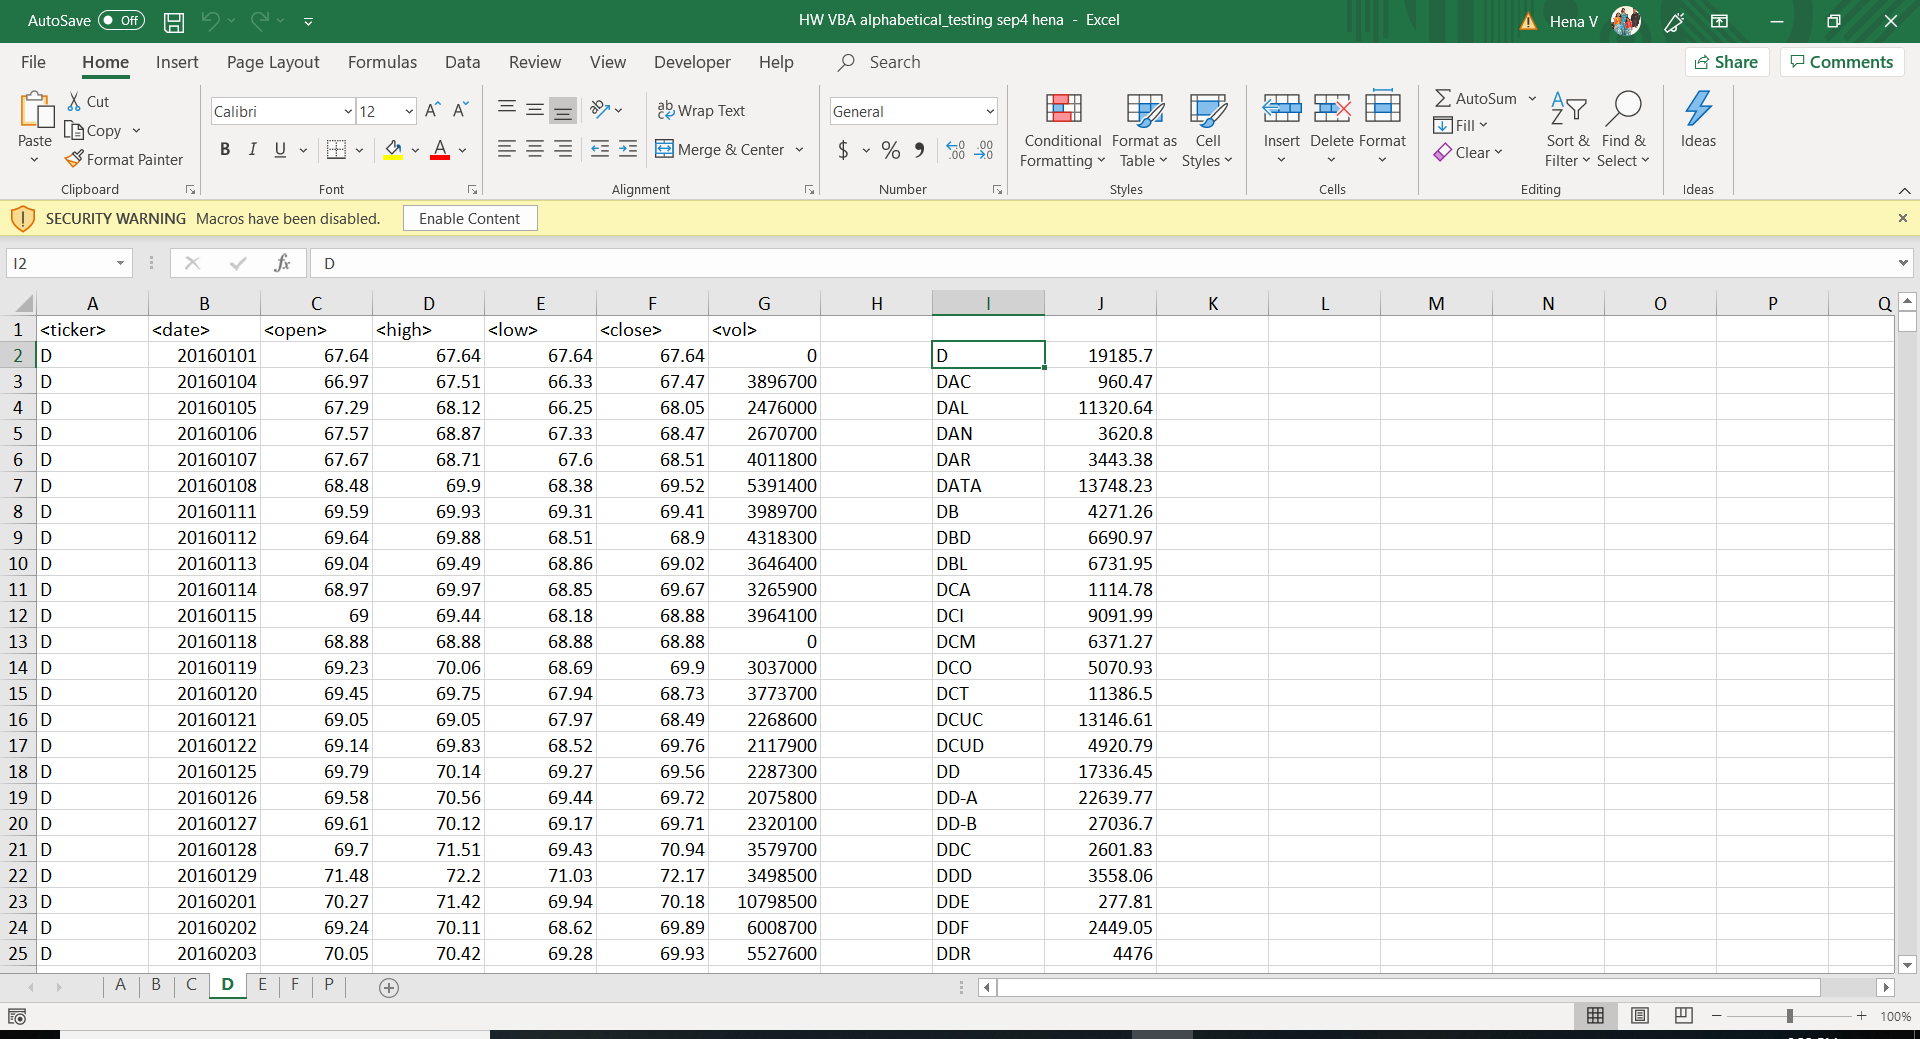 AutoSave Off HW VBA alphabetical_testing sep4 hena - Excel Hena V
File Home Insert Page Layout Formulas Data Review View Developer Help Search Share Comments
Paste Cut Copy Format Painter Clipboard
Calibri 12 B I U A Font
Wrap Text Merge & Center Alignment
General $ % Number
Conditional Formatting Format as Table Cell Styles Styles
Insert Delete Format Cells
AutoSum Fill Clear Sort & Filter Find & Select Editing
Ideas Ideas
SECURITY WARNING Macros have been disabled. Enable Content
I2 fx D
A B C D E F G H I J K L M N O P Q
1 <ticker> <date> <open> <high> <low> <close> <vol>
2 D 20160101 67.64 67.64 67.64 67.64 0 D 19185.7
3 D 20160104 66.97 67.51 66.33 67.47 3896700 DAC 960.47
4 D 20160105 67.29 68.12 66.25 68.05 2476000 DAL 11320.64
5 D 20160106 67.57 68.87 67.33 68.47 2670700 DAN 3620.8
6 D 20160107 67.67 68.71 67.6 68.51 4011800 DAR 3443.38
7 D 20160108 68.48 69.9 68.38 69.52 5391400 DATA 13748.23
8 D 20160111 69.59 69.93 69.31 69.41 3989700 DB 4271.26
9 D 20160112 69.64 69.88 68.51 68.9 4318300 DBD 6690.97
10 D 20160113 69.04 69.49 68.86 69.02 3646400 DBL 6731.95
11 D 20160114 68.97 69.97 68.85 69.67 3265900 DCA 1114.78
12 D 20160115 69 69.44 68.18 68.88 3964100 DCI 9091.99
13 D 20160118 68.88 68.88 68.88 68.88 0 DCM 6371.27
14 D 20160119 69.23 70.06 68.69 69.9 3037000 DCO 5070.93
15 D 20160120 69.45 69.75 67.94 68.73 3773700 DCT 11386.5
16 D 20160121 69.05 69.05 67.97 68.49 2268600 DCUC 13146.61
17 D 20160122 69.14 69.83 68.52 69.76 2117900 DCUD 4920.79
18 D 20160125 69.79 70.14 69.27 69.56 2287300 DD 17336.45
19 D 20160126 69.58 70.56 69.44 69.72 2075800 DD-A 22639.77
20 D 20160127 69.61 70.12 69.17 69.71 2320100 DD-B 27036.7
21 D 20160128 69.7 71.51 69.43 70.94 3579700 DDC 2601.83
22 D 20160129 71.48 72.2 71.03 72.17 3498500 DDD 3558.06
23 D 20160201 70.27 71.42 69.94 70.18 10798500 DDE 277.81
24 D 20160202 69.24 70.11 68.62 69.89 6008700 DDF 2449.05
25 D 20160203 70.05 70.42 69.28 69.93 5527600 DDR 4476
A B C D E F P
100%